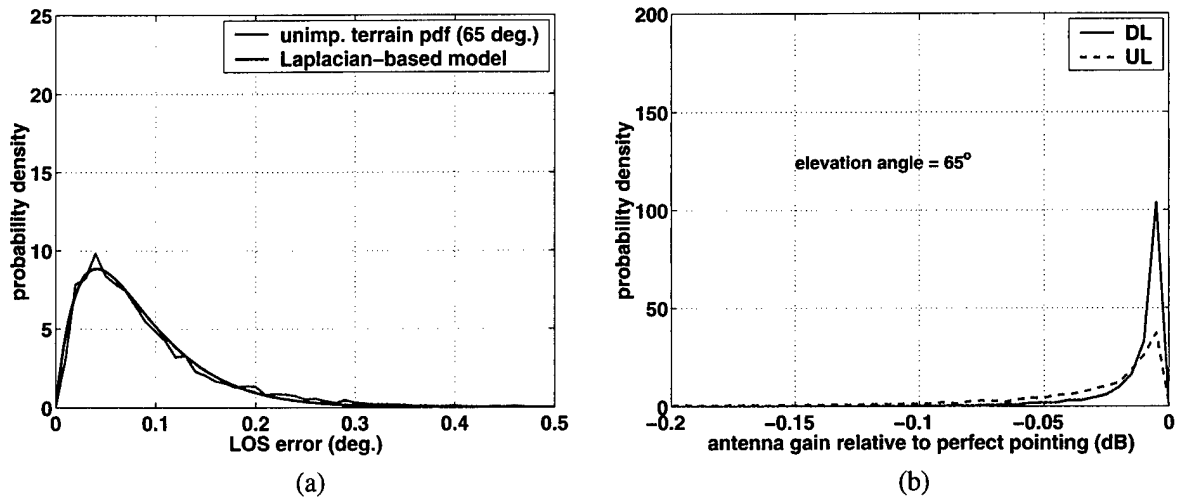 25
20
15
10
5
0
probability density
unimp. terrain pdf (65 deg.)
Laplacian-based model
0
0.1
0.2
0.3
0.4
0.5
LOS error (deg.)
(a)
200
150
100
50
0
probability density
DL
UL
elevation angle = 65°
-0.2
-0.15
-0.1
-0.05
0
antenna gain relative to perfect pointing (dB)
(b)